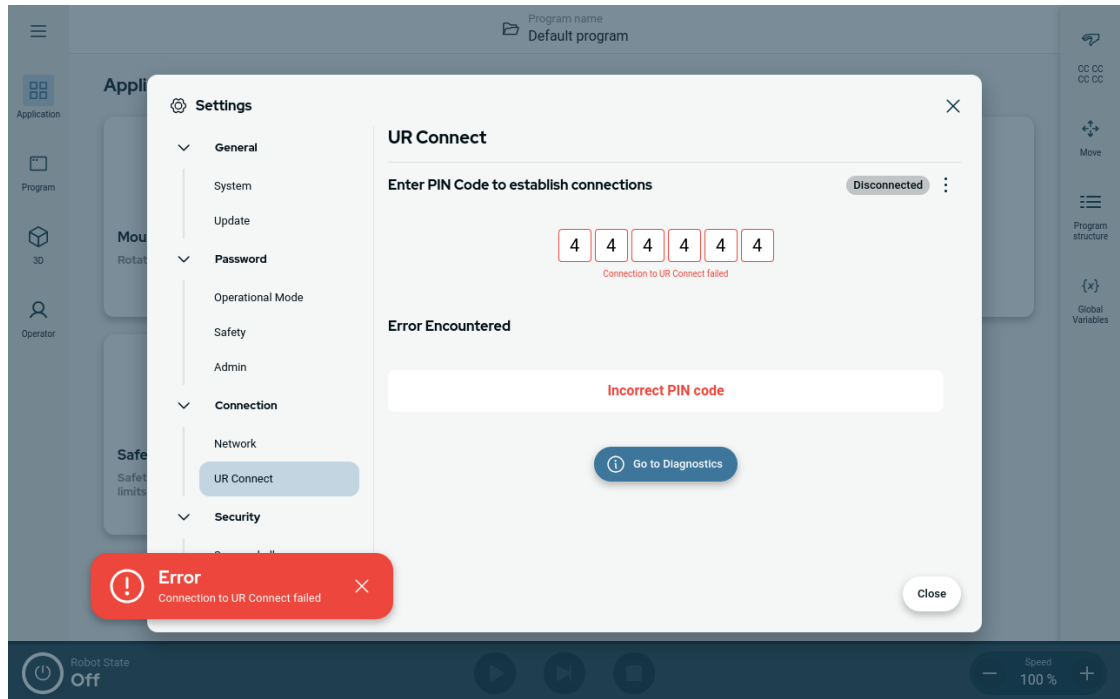 Program name
Default program
Application
Program
3D
Operator
Appli
Mou
Rotat
Safe
Safet
limits
Settings
General
System
Update
Password
Operational Mode
Safety
Admin
Connection
Network
UR Connect
Security
UR Connect
Enter PIN Code to establish connections
Disconnected
4 4 4 4 4 4
Connection to UR Connect failed
Error Encountered
Incorrect PIN code
Go to Diagnostics
Close
Error
Connection to UR Connect failed
CC CC
CC CC
Move
Program
structure
{x}
Global
Variables
Robot State
Off
Speed
100 %